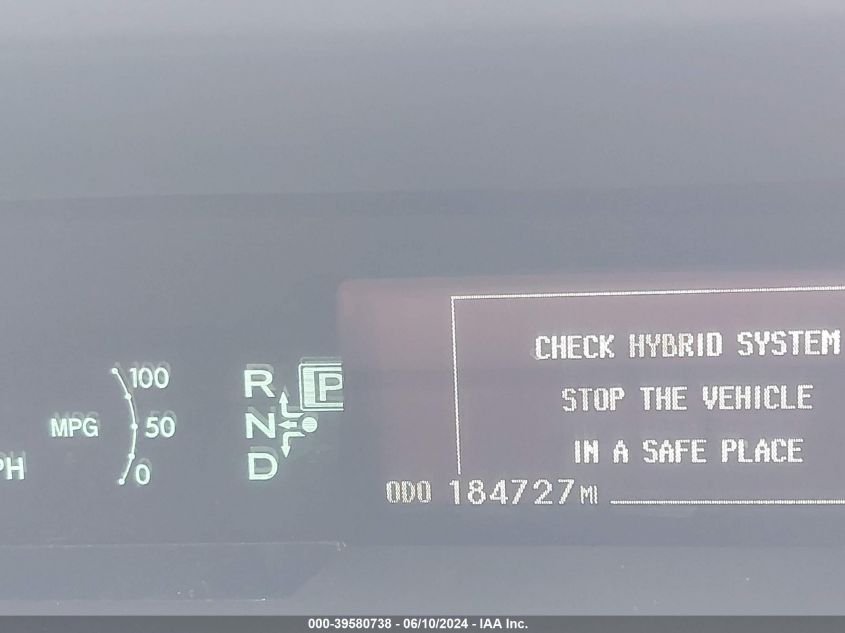 CHECK HYBRID SYSTEM
STOP THE VEHICLE
IN A SAFE PLACE
ODO 184727 MI
100
MPG 50
0
PH
R
P
N
D
000-39580738 - 06/10/2024 - IAA Inc.